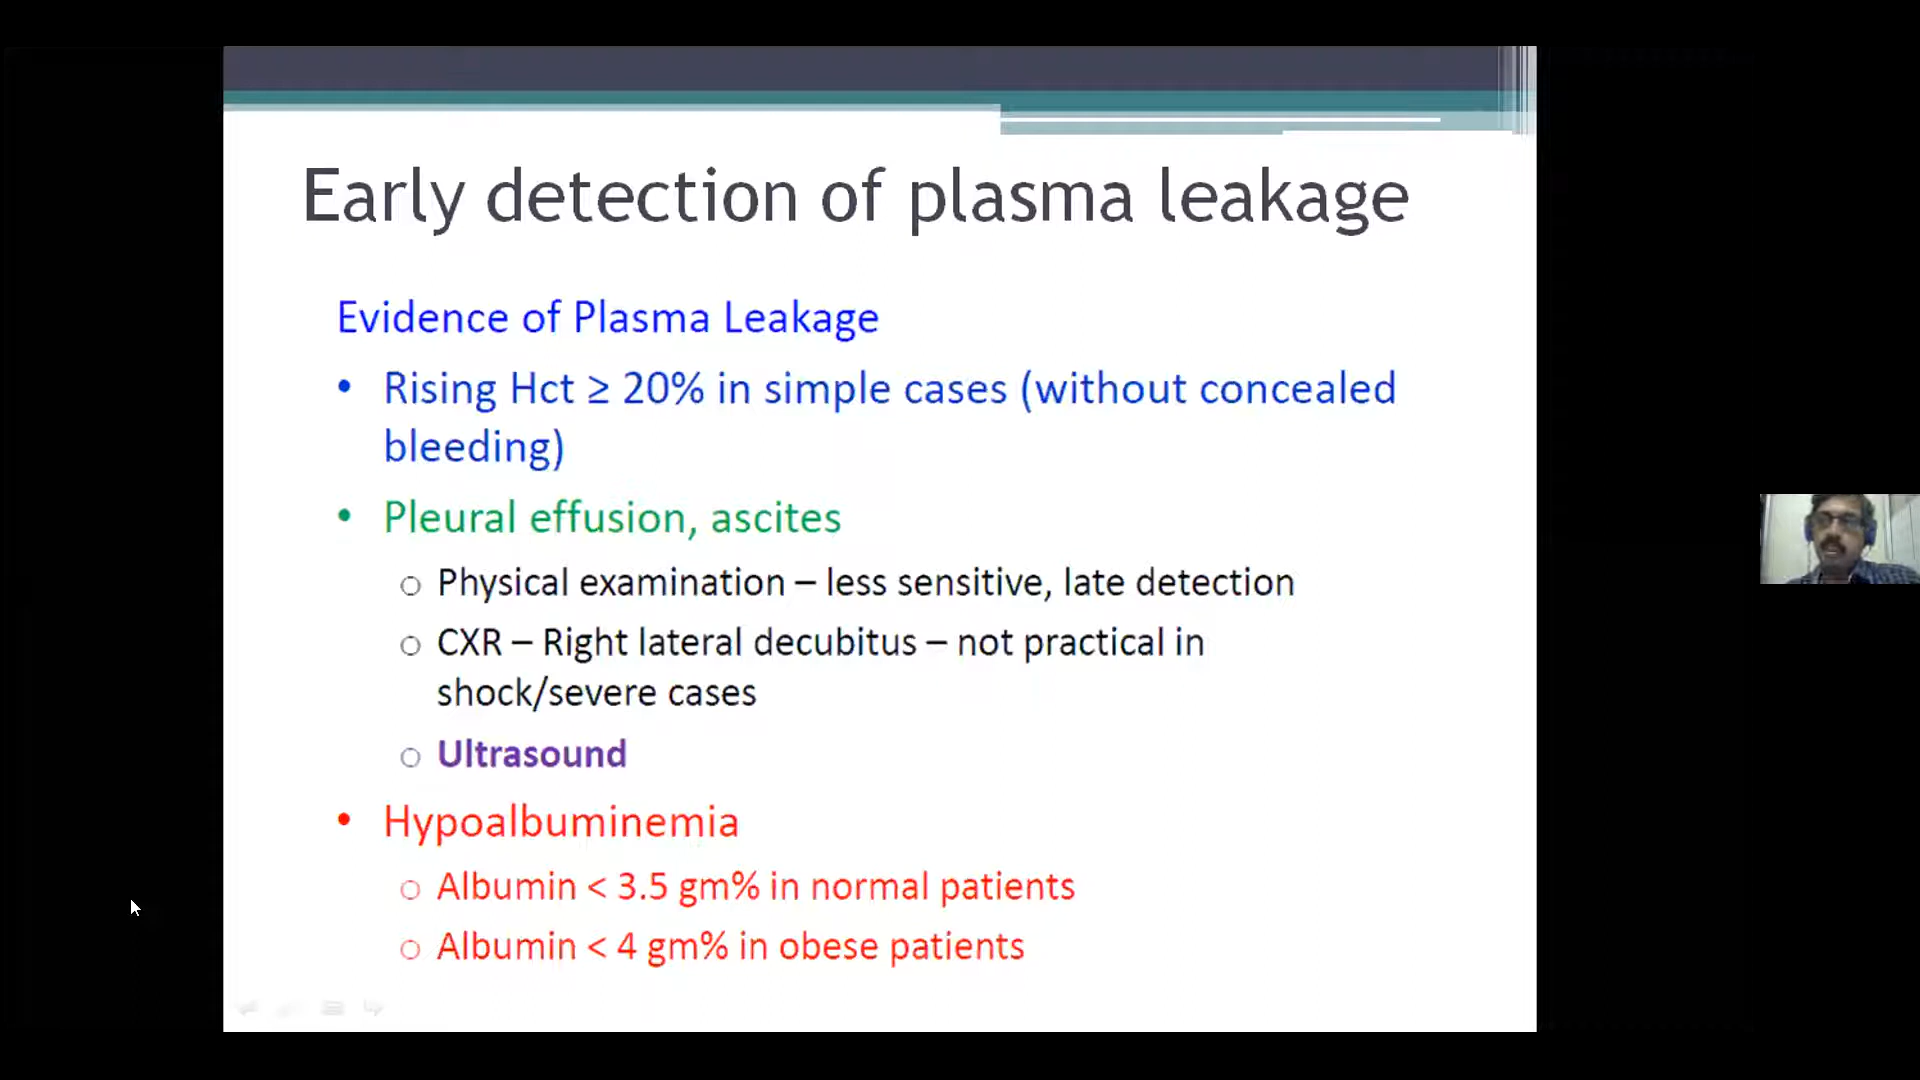 Early detection of plasma leakage
Evidence of Plasma Leakage
• Rising Hct ≥ 20% in simple cases (without concealed
bleeding)
• Pleural effusion, ascites
○ Physical examination – less sensitive, late detection
○ CXR – Right lateral decubitus – not practical in
shock/severe cases
○ Ultrasound
• Hypoalbuminemia
○ Albumin < 3.5 gm% in normal patients
○ Albumin < 4 gm% in obese patients